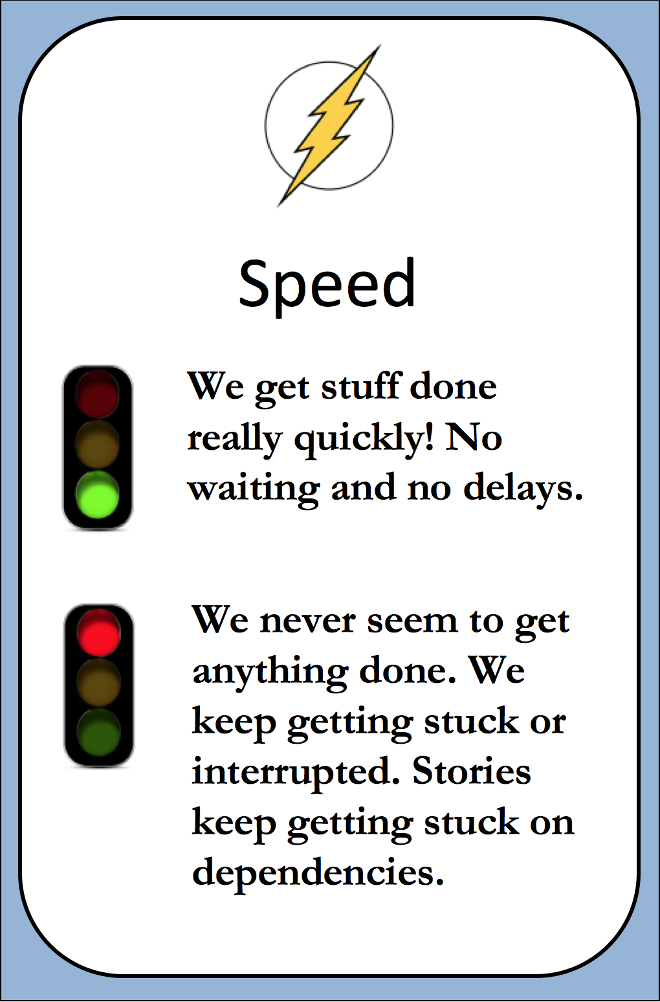 Speed
We get stuff done
really quickly! No
waiting and no delays.
We never seem to get
anything done. We
keep getting stuck or
interrupted. Stories
keep getting stuck on
dependencies.